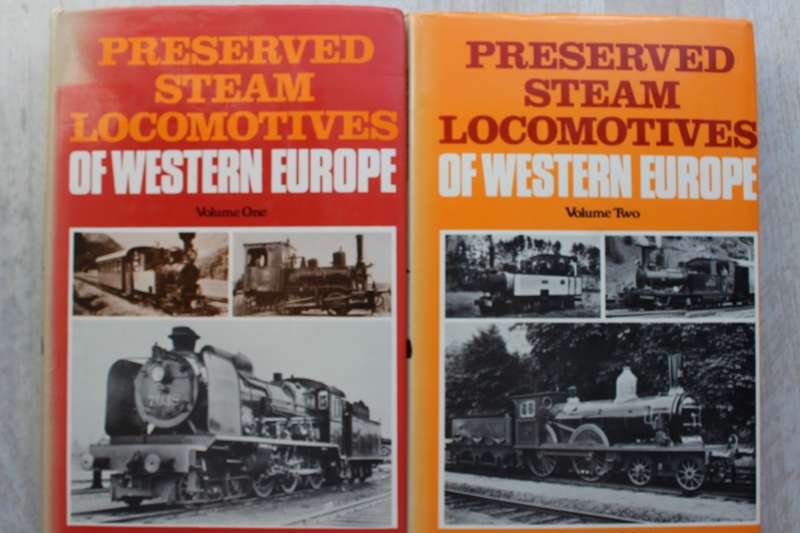 PRESERVED
STEAM
LOCOMOTIVES
OF WESTERN EUROPE
Volume One
PRESERVED
STEAM
LOCOMOTIVES
OF WESTERN EUROPE
Volume Two